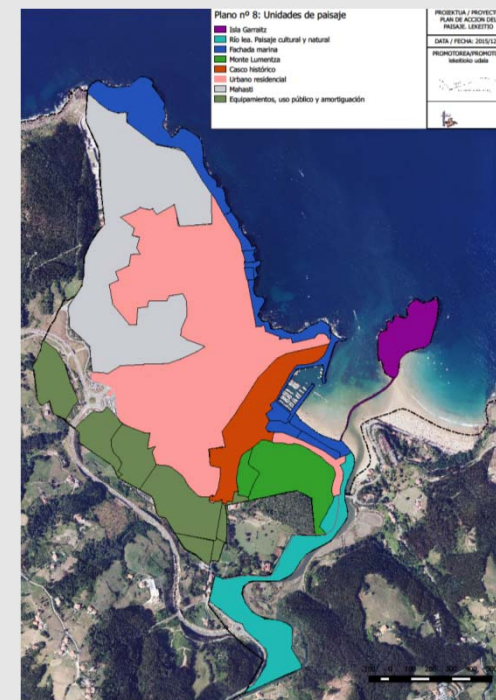 Plano nº 8: Unidades de paisaje
Isla Garraitz
Río lea. Paisaje cultural y natural
Fachada marina
Monte Lumentza
Casco histórico
Urbano residencial
Mahasti
Equipamientos, uso público y amortiguación
PROIEKTUA / PROYECTO
PLAN DE ACCION DEL
PAISAJE. LEKEITIO
DATA / FECHA: 2015/12
PROMOTOREA/PROMOTO
lekeitioko udala